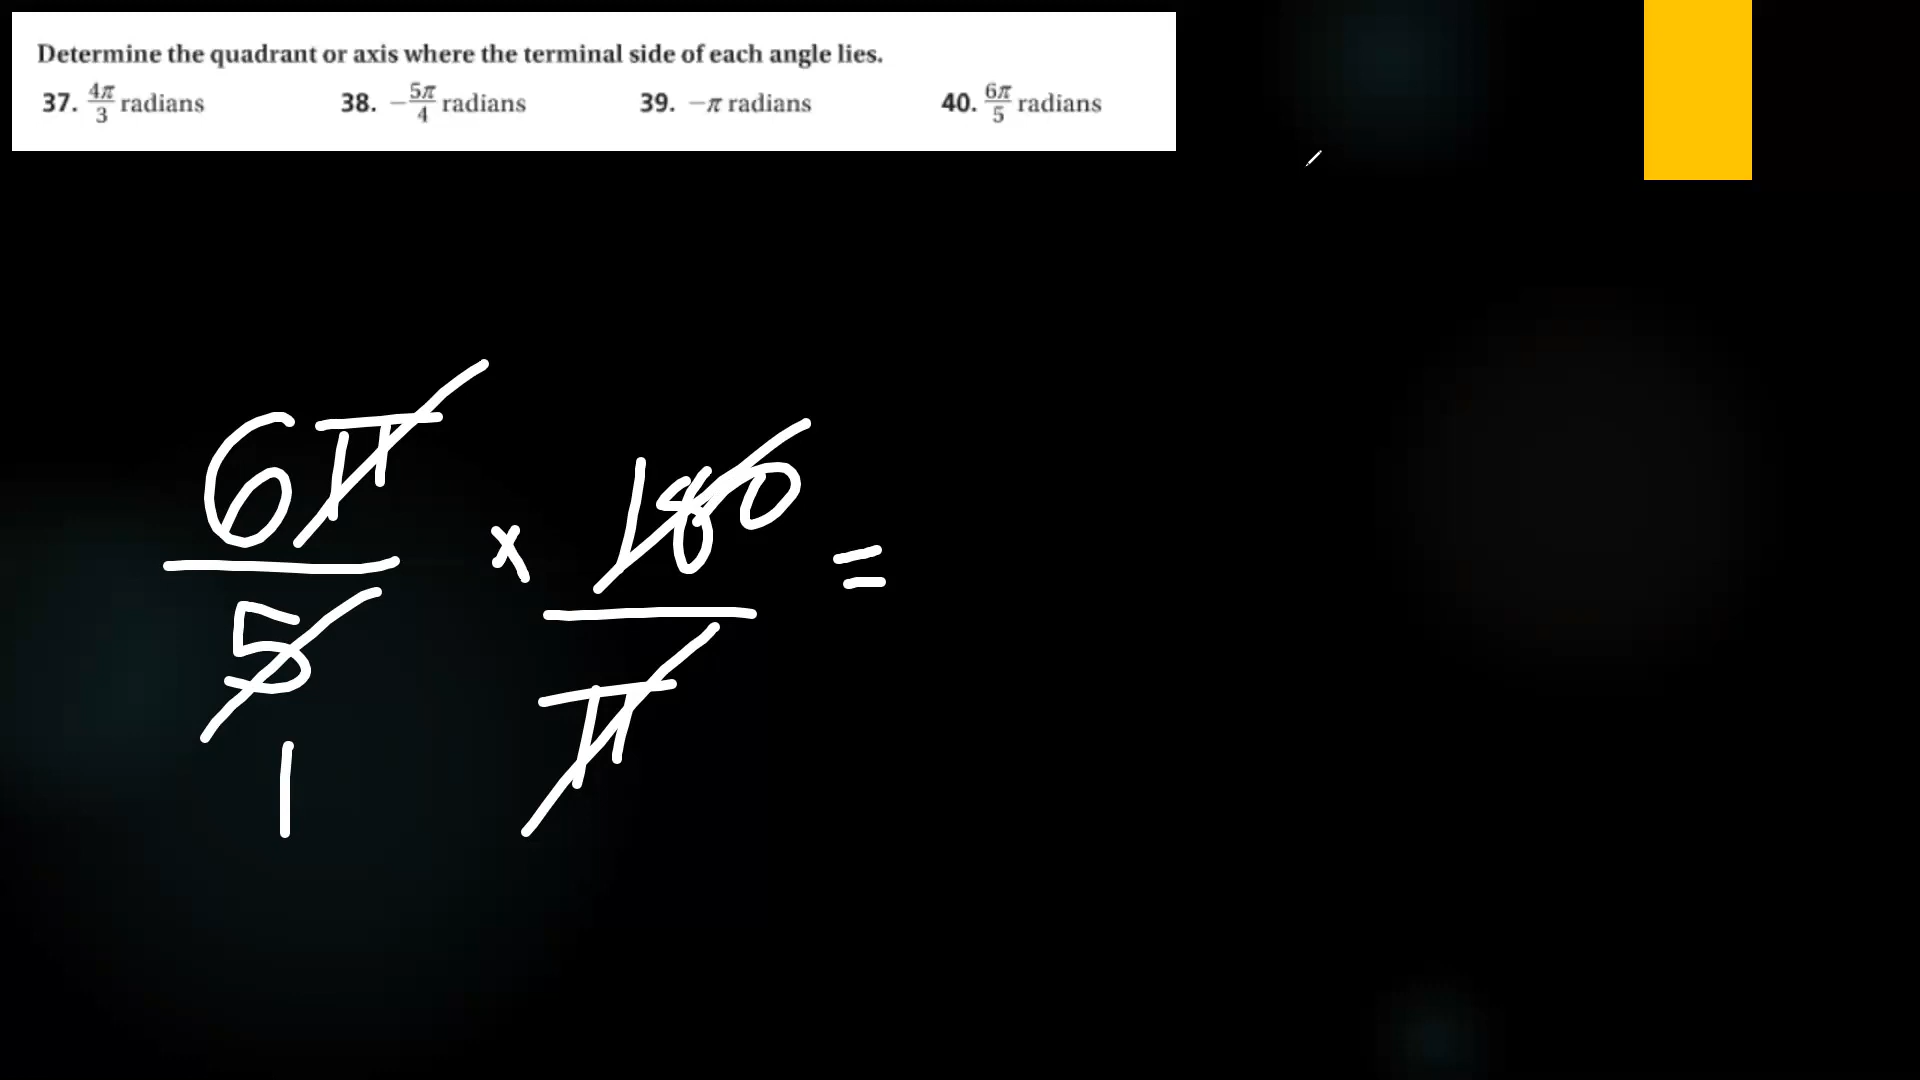 Determine the quadrant or axis where the terminal side of each angle lies.
37. 4π/3 radians 38. -5π/4 radians 39. -π radians 40. 6π/5 radians
6π/5 x 180/π =
1